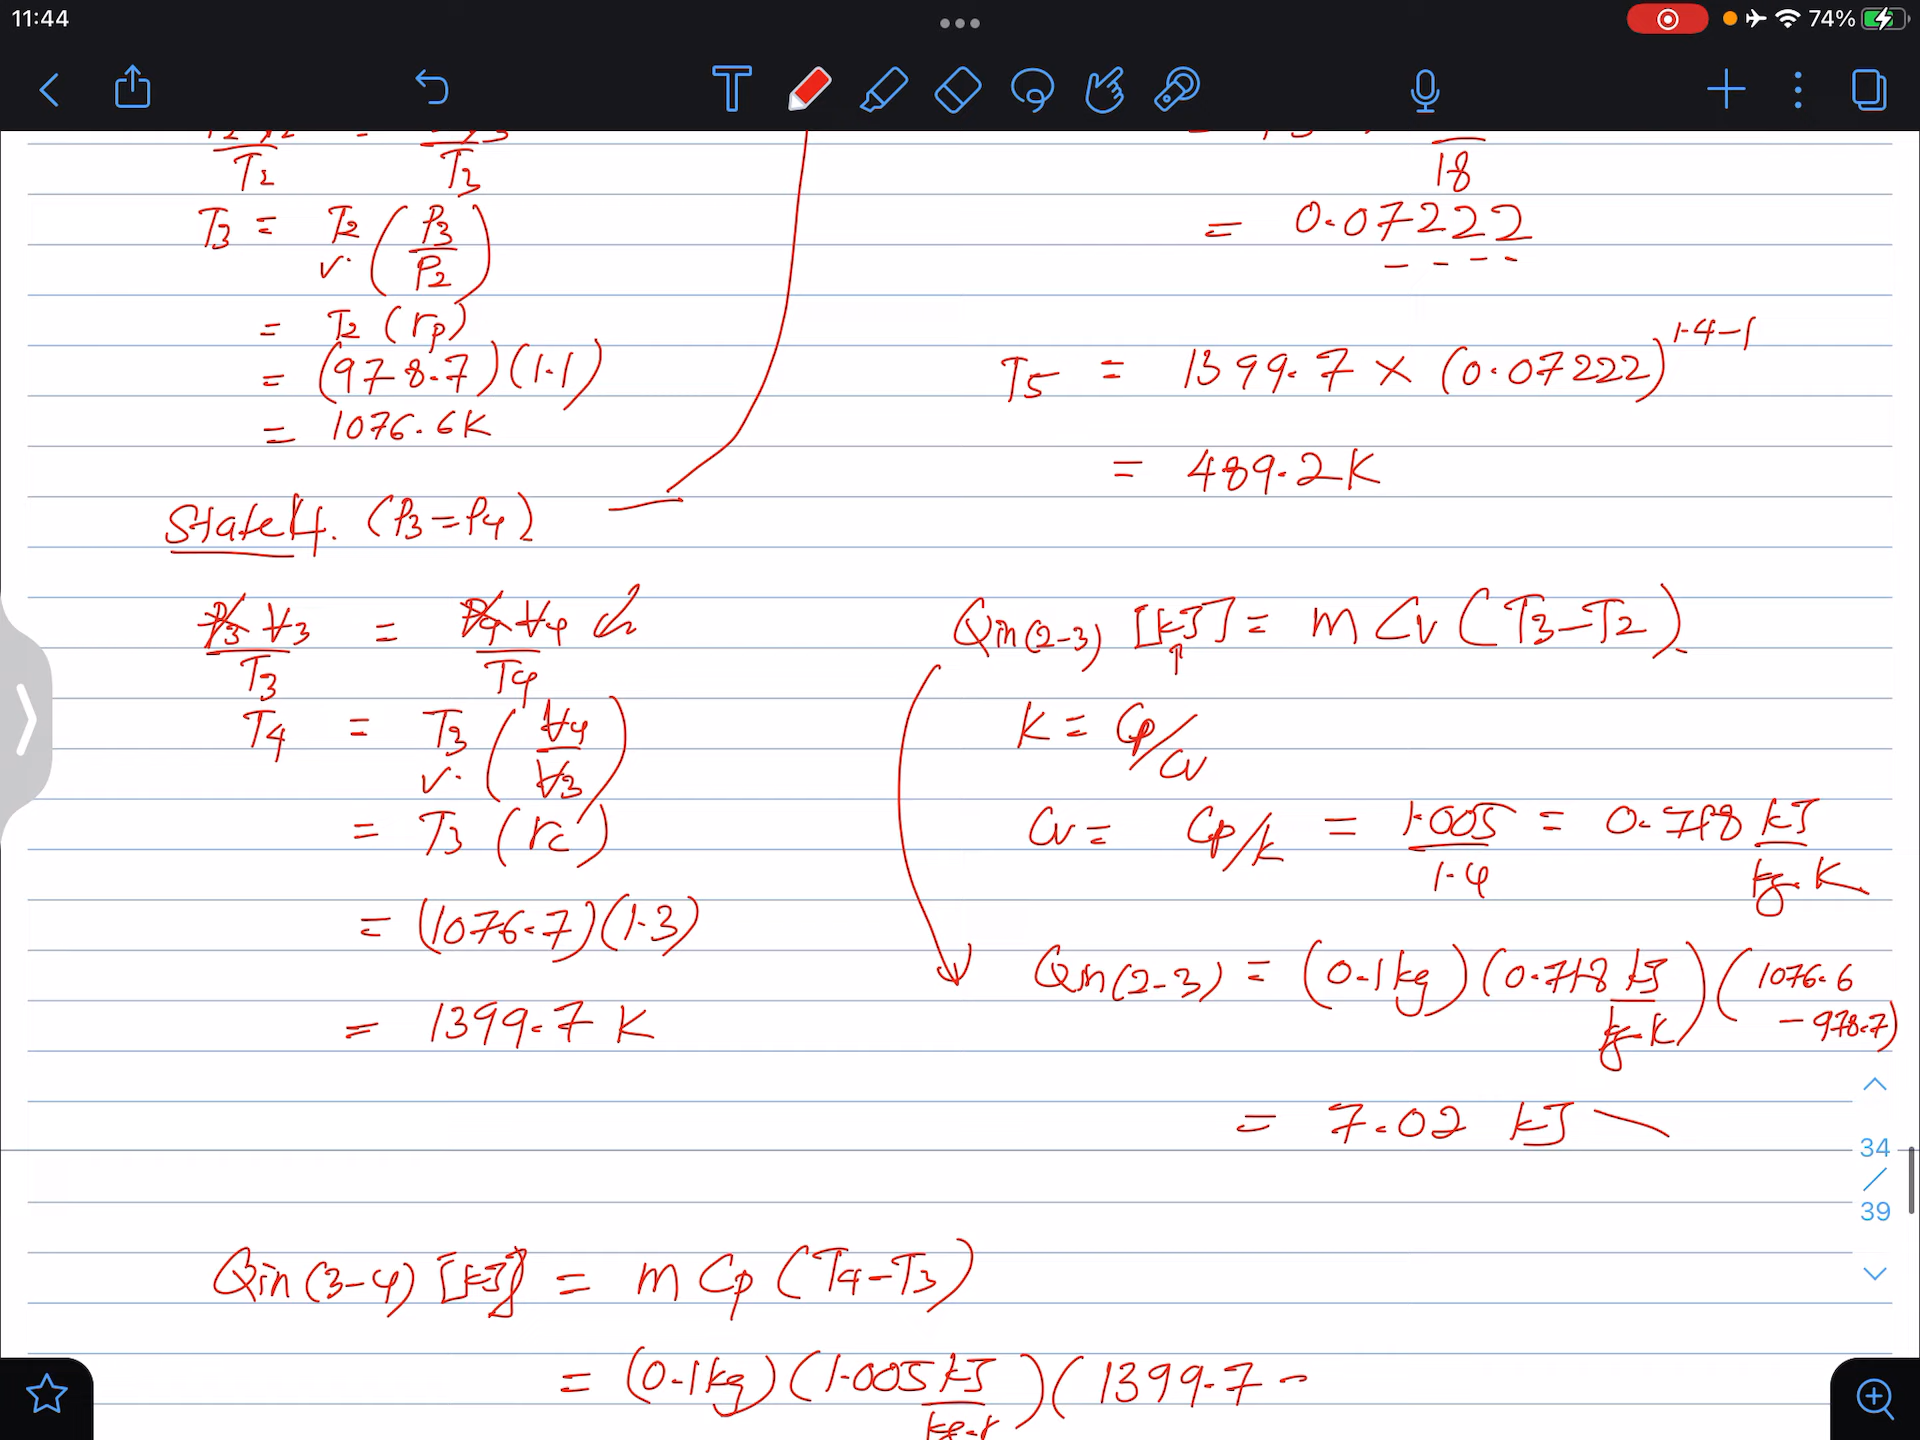 11:44
74%
T
T2 = T3
T3 = T2 (P3/P2)
= T2 (rp)
= (978.7)(1.1)
= 1076.6K
State 4. (P3=P4)
P3 V3/T3 = P4 V4/T4
T4 = T3 (V4/V3)
= T3 (rc)
= (1076.7)(1.3)
= 1399.7 K
18
= 0.07222
T5 = 1399.7 × (0.07222)^1.4-1
= 489.2K
Qin(2-3) [kJ] = m Cv (T3-T2)
K = Cp/Cv
Cv = Cp/k = 1.005/1.4 = 0.718 kJ/kg.K
Qin(2-3) = (0.1kg)(0.718 kJ/kg.K)(1076.6
-978.7)
= 7.02 kJ
34
/
39
Qin(3-4) [kJ] = m Cp (T4-T3)
= (0.1kg)(1.005 kJ/kg.k)(1399.7 -